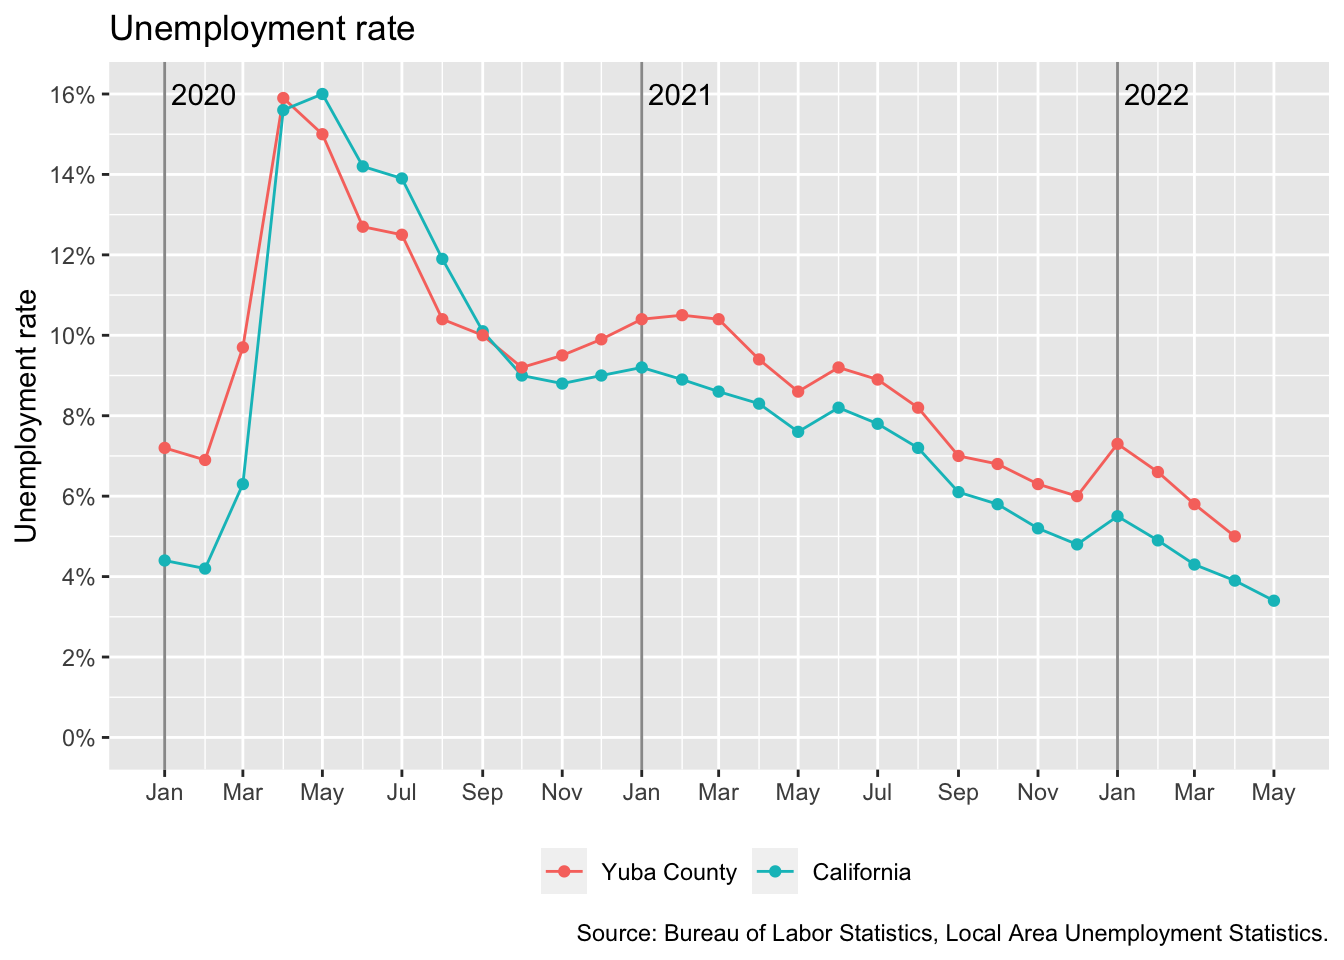 Unemployment rate
2020 2021 2022
16%
14%
12%
10%
8%
6%
4%
2%
0%
Unemployment rate
Jan Mar May Jul Sep Nov Jan Mar May Jul Sep Nov Jan Mar May
Yuba County California
Source: Bureau of Labor Statistics, Local Area Unemployment Statistics.